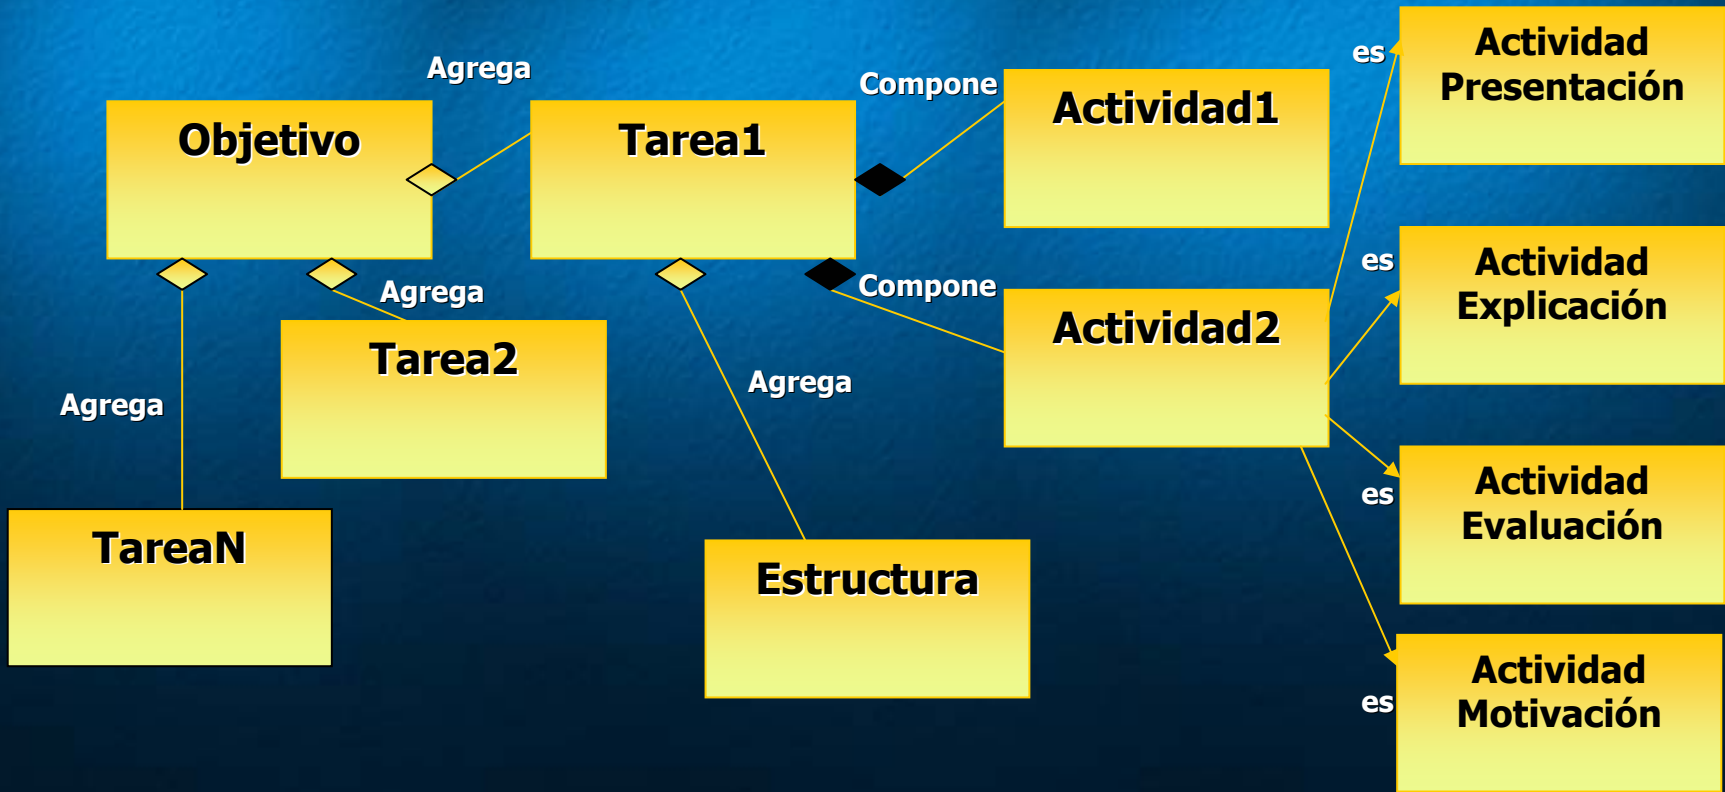 Agrega
Objetivo
Tarea1
Compone
Actividad1
es
Actividad
Presentación
Agrega
Tarea2
Agrega
TareaN
Agrega
Estructura
Compone
Actividad2
es
Actividad
Explicación
es
Actividad
Evaluación
es
Actividad
Motivación